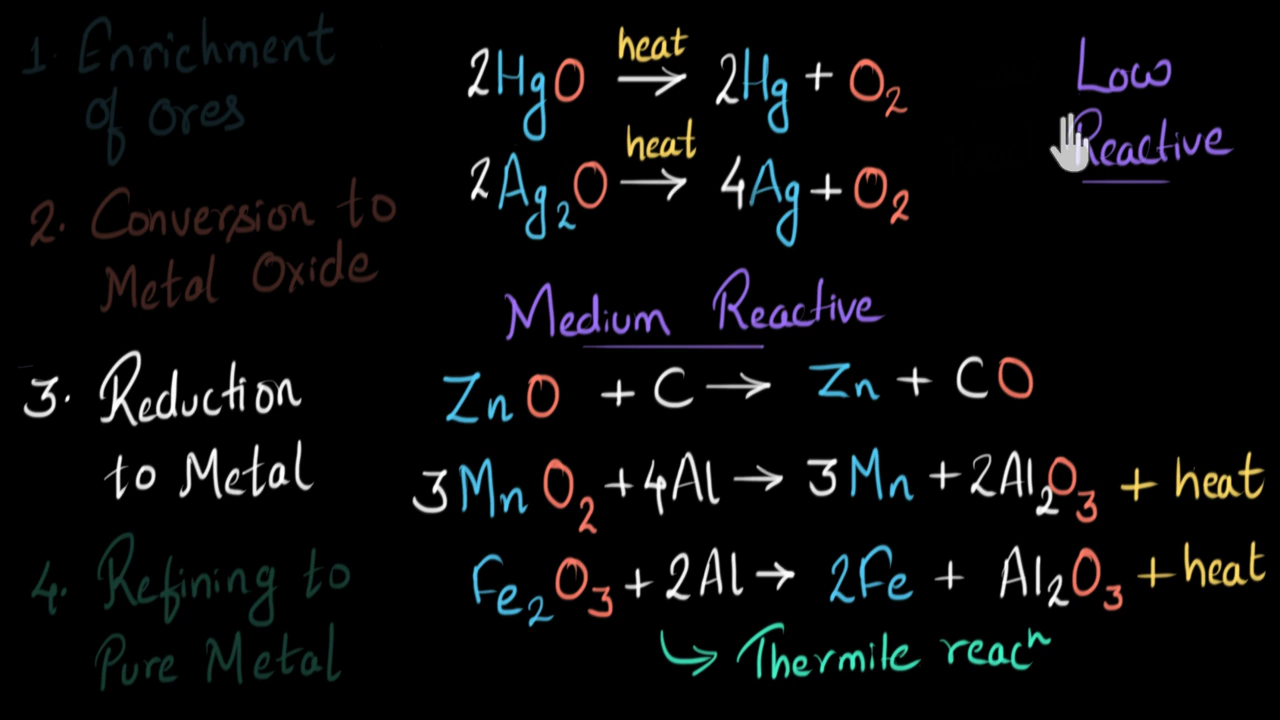 1. Enrichment
of ores
2. Conversion to
Metal Oxide
3. Reduction
to Metal
4. Refining to
Pure Metal
2HgO →(heat) 2Hg + O₂
2Ag₂O →(heat) 4Ag + O₂
Low
Reactive
Medium Reactive
ZnO + C → Zn + CO
3MnO₂ + 4Al → 3Mn + 2Al₂O₃ + heat
Fe₂O₃ + 2Al → 2Fe + Al₂O₃ + heat
↳ Thermite reacⁿ